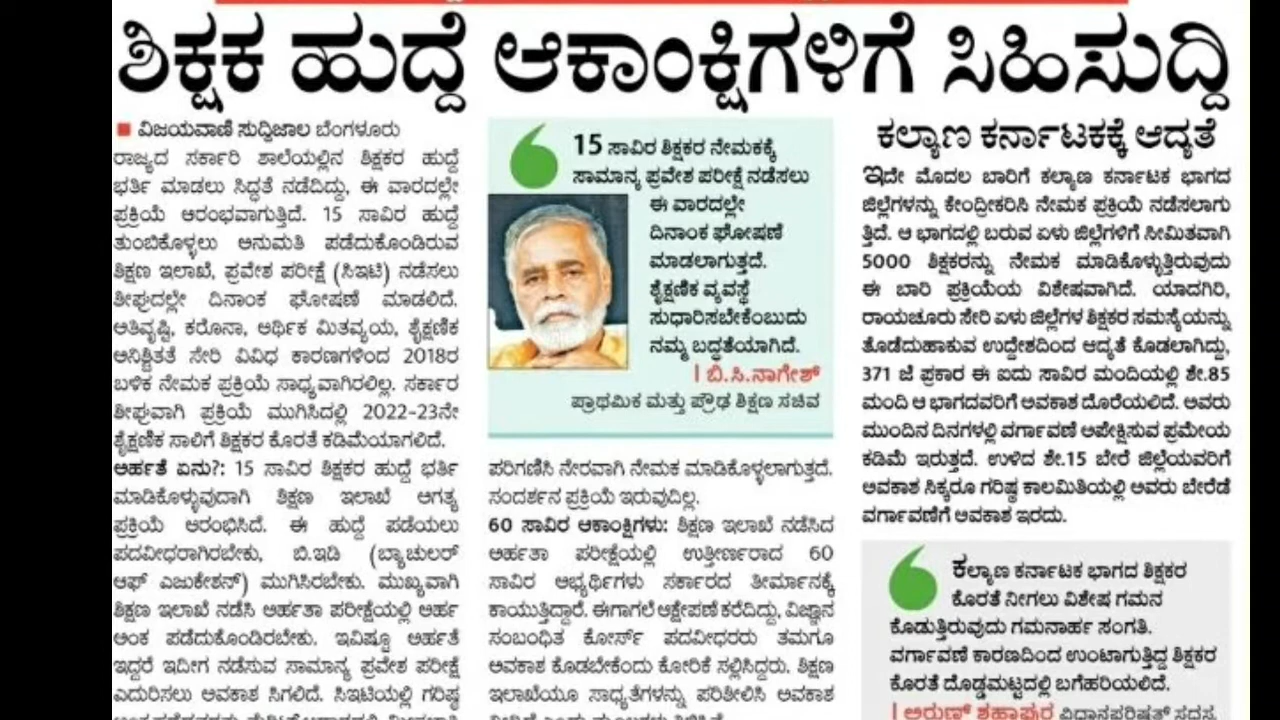 ಶಿಕ್ಷಕ ಹುದ್ದೆ ಆಕಾಂಕ್ಷಿಗಳಿಗೆ ಸಿಹಿಸುದ್ದಿ
ವಿಜಯವಾಣಿ ಸುದ್ದಿಜಾಲ ಬೆಂಗಳೂರು
ರಾಜ್ಯದ ಸರ್ಕಾರಿ ಶಾಲೆಯಲ್ಲಿನ ಶಿಕ್ಷಕರ ಹುದ್ದೆ
ಭರ್ತಿ ಮಾಡಲು ಸಿದ್ಧತೆ ನಡೆದಿದ್ದು, ಈ ವಾರದಲ್ಲೇ
ಪ್ರಕ್ರಿಯೆ ಆರಂಭವಾಗುತ್ತಿದೆ. 15 ಸಾವಿರ ಹುದ್ದೆ
ತುಂಬಿಕೊಳ್ಳಲು ಅನುಮತಿ ಪಡೆದುಕೊಂಡಿರುವ
ಶಿಕ್ಷಣ ಇಲಾಖೆ, ಪ್ರವೇಶ ಪರೀಕ್ಷೆ (ಸಿಇಟಿ) ನಡೆಸಲು
ಶೀಘ್ರದಲ್ಲೇ ದಿನಾಂಕ ಘೋಷಣೆ ಮಾಡಲಿದೆ.
ಅತಿವೃಷ್ಟಿ, ಕರೊನಾ, ಆರ್ಥಿಕ ಮಿತವ್ಯಯ, ಶೈಕ್ಷಣಿಕ
ಅನಿಶ್ಚಿತತೆ ಸೇರಿ ವಿವಿಧ ಕಾರಣಗಳಿಂದ 2018ರ
ಬಳಿಕ ನೇಮಕ ಪ್ರಕ್ರಿಯೆ ಸಾಧ್ಯವಾಗಿರಲಿಲ್ಲ. ಸರ್ಕಾರ
ಶೀಘ್ರವಾಗಿ ಪ್ರಕ್ರಿಯೆ ಮುಗಿಸಿದಲ್ಲಿ 2022-23ನೇ
ಶೈಕ್ಷಣಿಕ ಸಾಲಿಗೆ ಶಿಕ್ಷಕರ ಕೊರತೆ ಕಡಿಮೆಯಾಗಲಿದೆ.
ಅರ್ಹತೆ ಏನು?: 15 ಸಾವಿರ ಶಿಕ್ಷಕರ ಹುದ್ದೆ ಭರ್ತಿ
ಮಾಡಿಕೊಳ್ಳುವುದಾಗಿ ಶಿಕ್ಷಣ ಇಲಾಖೆ ಅಗತ್ಯ
ಪ್ರಕ್ರಿಯೆ ಆರಂಭಿಸಿದೆ. ಈ ಹುದ್ದೆ ಪಡೆಯಲು
ಪದವೀಧರಾಗಿರಬೇಕು, ಬಿ.ಇಡಿ (ಬ್ಯಾಚುಲರ್
ಆಫ್ ಎಜುಕೇಶನ್) ಮುಗಿಸಿರಬೇಕು. ಮುಖ್ಯವಾಗಿ
ಶಿಕ್ಷಣ ಇಲಾಖೆ ನಡೆಸಿ ಅರ್ಹತಾ ಪರೀಕ್ಷೆಯಲ್ಲಿ ಅರ್ಹ
ಅಂಕ ಪಡೆದುಕೊಂಡಿರಬೇಕು. ಇವಿಷ್ಟೂ ಅರ್ಹತೆ
ಇದ್ದರೆ ಇದೀಗ ನಡೆಸುವ ಸಾಮಾನ್ಯ ಪ್ರವೇಶ ಪರೀಕ್ಷೆ
ಎದುರಿಸಲು ಅವಕಾಶ ಸಿಗಲಿದೆ. ಸಿಇಟಿಯಲ್ಲಿ ಗರಿಷ್ಠ
15 ಸಾವಿರ ಶಿಕ್ಷಕರ ನೇಮಕಕ್ಕೆ
ಸಾಮಾನ್ಯ ಪ್ರವೇಶ ಪರೀಕ್ಷೆ ನಡೆಸಲು
ಈ ವಾರದಲ್ಲೇ
ದಿನಾಂಕ ಘೋಷಣೆ
ಮಾಡಲಾಗುತ್ತದೆ.
ಶೈಕ್ಷಣಿಕ ವ್ಯವಸ್ಥೆ
ಸುಧಾರಿಸಬೇಕೆಂಬುದು
ನಮ್ಮ ಬದ್ಧತೆಯಾಗಿದೆ.
| ಬಿ.ಸಿ.ನಾಗೇಶ್
ಪ್ರಾಥಮಿಕ ಮತ್ತು ಪ್ರೌಢ ಶಿಕ್ಷಣ ಸಚಿವ
ಪರಿಗಣಿಸಿ ನೇರವಾಗಿ ನೇಮಕ ಮಾಡಿಕೊಳ್ಳಲಾಗುತ್ತದೆ.
ಸಂದರ್ಶನ ಪ್ರಕ್ರಿಯೆ ಇರುವುದಿಲ್ಲ.
60 ಸಾವಿರ ಆಕಾಂಕ್ಷಿಗಳು: ಶಿಕ್ಷಣ ಇಲಾಖೆ ನಡೆಸಿದ
ಅರ್ಹತಾ ಪರೀಕ್ಷೆಯಲ್ಲಿ ಉತ್ತೀರ್ಣರಾದ 60
ಸಾವಿರ ಅಭ್ಯರ್ಥಿಗಳು ಸರ್ಕಾರದ ತೀರ್ಮಾನಕ್ಕೆ
ಕಾಯುತ್ತಿದ್ದಾರೆ. ಈಗಾಗಲೆ ಆಕ್ಷೇಪಣೆ ಕರೆದಿದ್ದು, ವಿಜ್ಞಾನ
ಸಂಬಂಧಿತ ಕೋರ್ಸ್ ಪದವೀಧರರು ತಮಗೂ
ಅವಕಾಶ ಕೊಡಬೇಕೆಂದು ಕೋರಿಕೆ ಸಲ್ಲಿಸಿದ್ದರು. ಶಿಕ್ಷಣ
ಇಲಾಖೆಯೂ ಸಾಧ್ಯತೆಗಳನ್ನು ಪರಿಶೀಲಿಸಿ ಅವಕಾಶ
ಕಲ್ಯಾಣ ಕರ್ನಾಟಕಕ್ಕೆ ಆದ್ಯತೆ
ಇದೇ ಮೊದಲ ಬಾರಿಗೆ ಕಲ್ಯಾಣ ಕರ್ನಾಟಕ ಭಾಗದ
ಜಿಲ್ಲೆಗಳನ್ನು ಕೇಂದ್ರೀಕರಿಸಿ ನೇಮಕ ಪ್ರಕ್ರಿಯೆ ನಡೆಸಲಾಗು
ತ್ತಿದೆ. ಆ ಭಾಗದಲ್ಲಿ ಬರುವ ಏಳು ಜಿಲ್ಲೆಗಳಿಗೆ ಸೀಮಿತವಾಗಿ
5000 ಶಿಕ್ಷಕರನ್ನು ನೇಮಕ ಮಾಡಿಕೊಳ್ಳುತ್ತಿರುವುದು
ಈ ಬಾರಿ ಪ್ರಕ್ರಿಯೆಯ ವಿಶೇಷವಾಗಿದೆ. ಯಾದಗಿರಿ,
ರಾಯಚೂರು ಸೇರಿ ಏಳು ಜಿಲ್ಲೆಗಳ ಶಿಕ್ಷಕರ ಸಮಸ್ಯೆಯನ್ನು
ತೊಡೆದುಹಾಕುವ ಉದ್ದೇಶದಿಂದ ಆದ್ಯತೆ ಕೊಡಲಾಗಿದ್ದು,
371 ಜೆ ಪ್ರಕಾರ ಈ ಐದು ಸಾವಿರ ಮಂದಿಯಲ್ಲಿ ಶೇ.85
ಮಂದಿ ಆ ಭಾಗದವರಿಗೆ ಅವಕಾಶ ದೊರೆಯಲಿದೆ. ಅವರು
ಮುಂದಿನ ದಿನಗಳಲ್ಲಿ ವರ್ಗಾವಣೆ ಅಪೇಕ್ಷಿಸುವ ಪ್ರಮೇಯ
ಕಡಿಮೆ ಇರುತ್ತದೆ. ಉಳಿದ ಶೇ.15 ಬೇರೆ ಜಿಲ್ಲೆಯವರಿಗೆ
ಅವಕಾಶ ಸಿಕ್ಕರೂ ಗರಿಷ್ಠ ಕಾಲಮಿತಿಯಲ್ಲಿ ಅವರು ಬೇರೆಡೆ
ವರ್ಗಾವಣೆಗೆ ಅವಕಾಶ ಇರದು.
ಕಲ್ಯಾಣ ಕರ್ನಾಟಕ ಭಾಗದ ಶಿಕ್ಷಕರ
ಕೊರತೆ ನೀಗಲು ವಿಶೇಷ ಗಮನ
ಕೊಡುತ್ತಿರುವುದು ಗಮನಾರ್ಹ ಸಂಗತಿ.
ವರ್ಗಾವಣೆ ಕಾರಣದಿಂದ ಉಂಟಾಗುತ್ತಿದ್ದ ಶಿಕ್ಷಕರ
ಕೊರತೆ ದೊಡ್ಡಮಟ್ಟದಲ್ಲಿ ಬಗೆಹರಿಯಲಿದೆ.
| ಅರುಣ್ ಶಹಾಪುರ ವಿಧಾನಪರಿಷತ್ ಸದಸ್ಯ